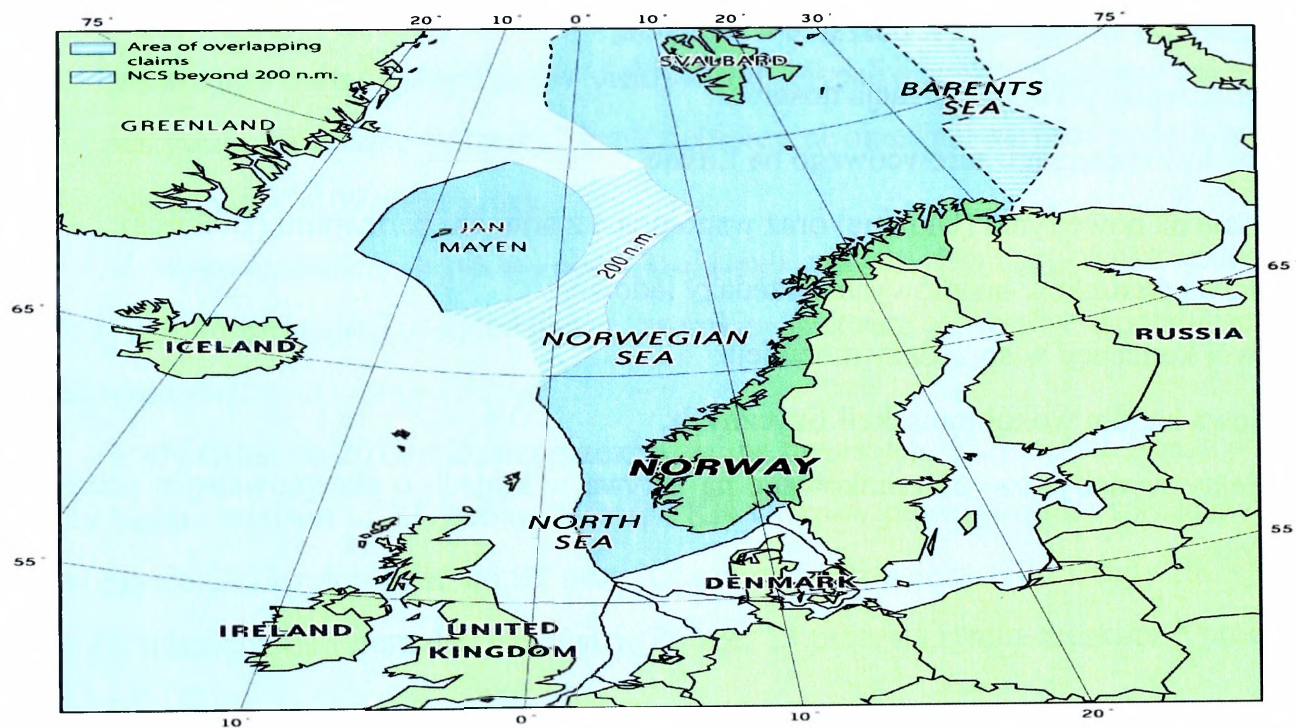 75°
20°
10°
0°
10°
20°
30°
75°
Area of overlapping
claims
NCS beyond 200 n.m.
SVALBARD
BARENTS
SEA
GREENLAND
JAN
MAYEN
200 n.m.
65°
65°
ICELAND
NORWEGIAN
SEA
RUSSIA
NORWAY
NORTH
SEA
55°
55°
DENMARK
IRELAND
UNITED
KINGDOM
10°
0°
10°
20°